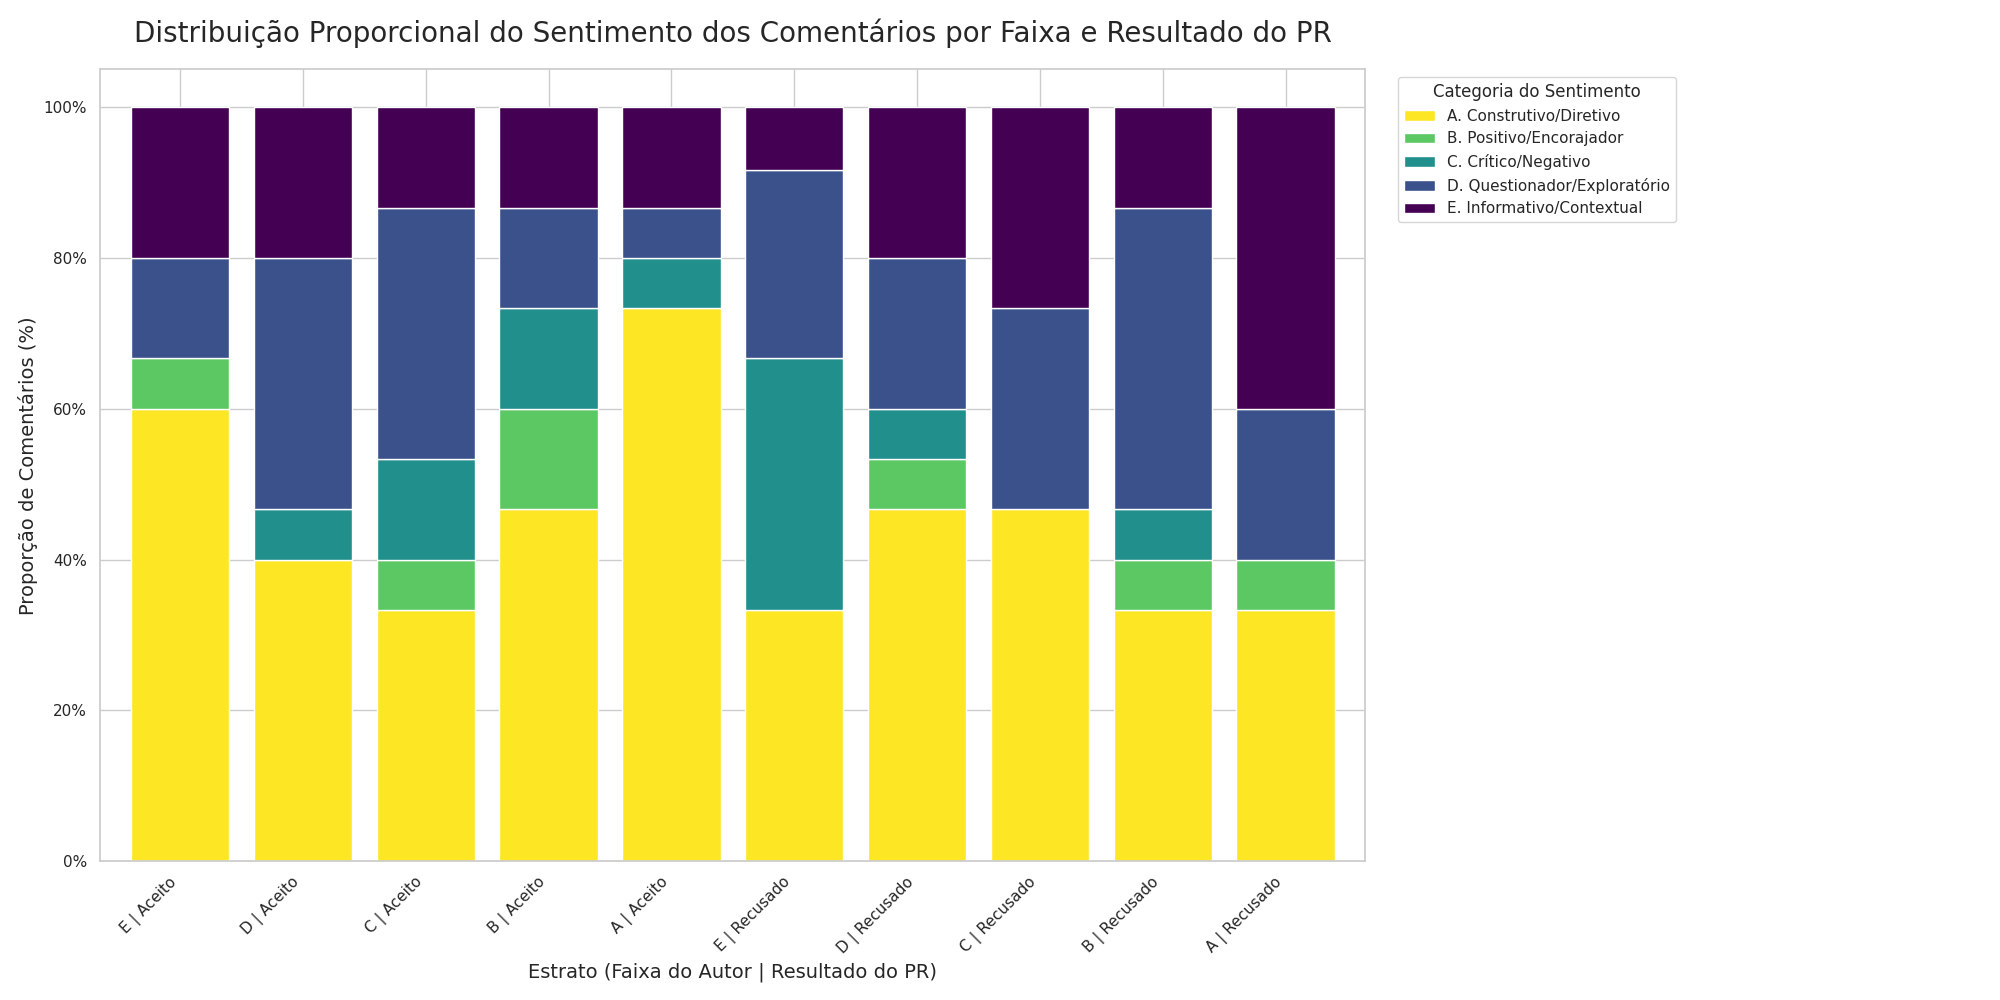 Distribuição Proporcional do Sentimento dos Comentários por Faixa e Resultado do PR
Categoria do Sentimento
A. Construtivo/Diretivo
B. Positivo/Encorajador
C. Crítico/Negativo
D. Questionador/Exploratório
E. Informativo/Contextual
Proporção de Comentários (%)
100%
80%
60%
40%
20%
0%
E | Aceito
D | Aceito
C | Aceito
B | Aceito
A | Aceito
E | Recusado
D | Recusado
C | Recusado
B | Recusado
A | Recusado
Estrato (Faixa do Autor | Resultado do PR)